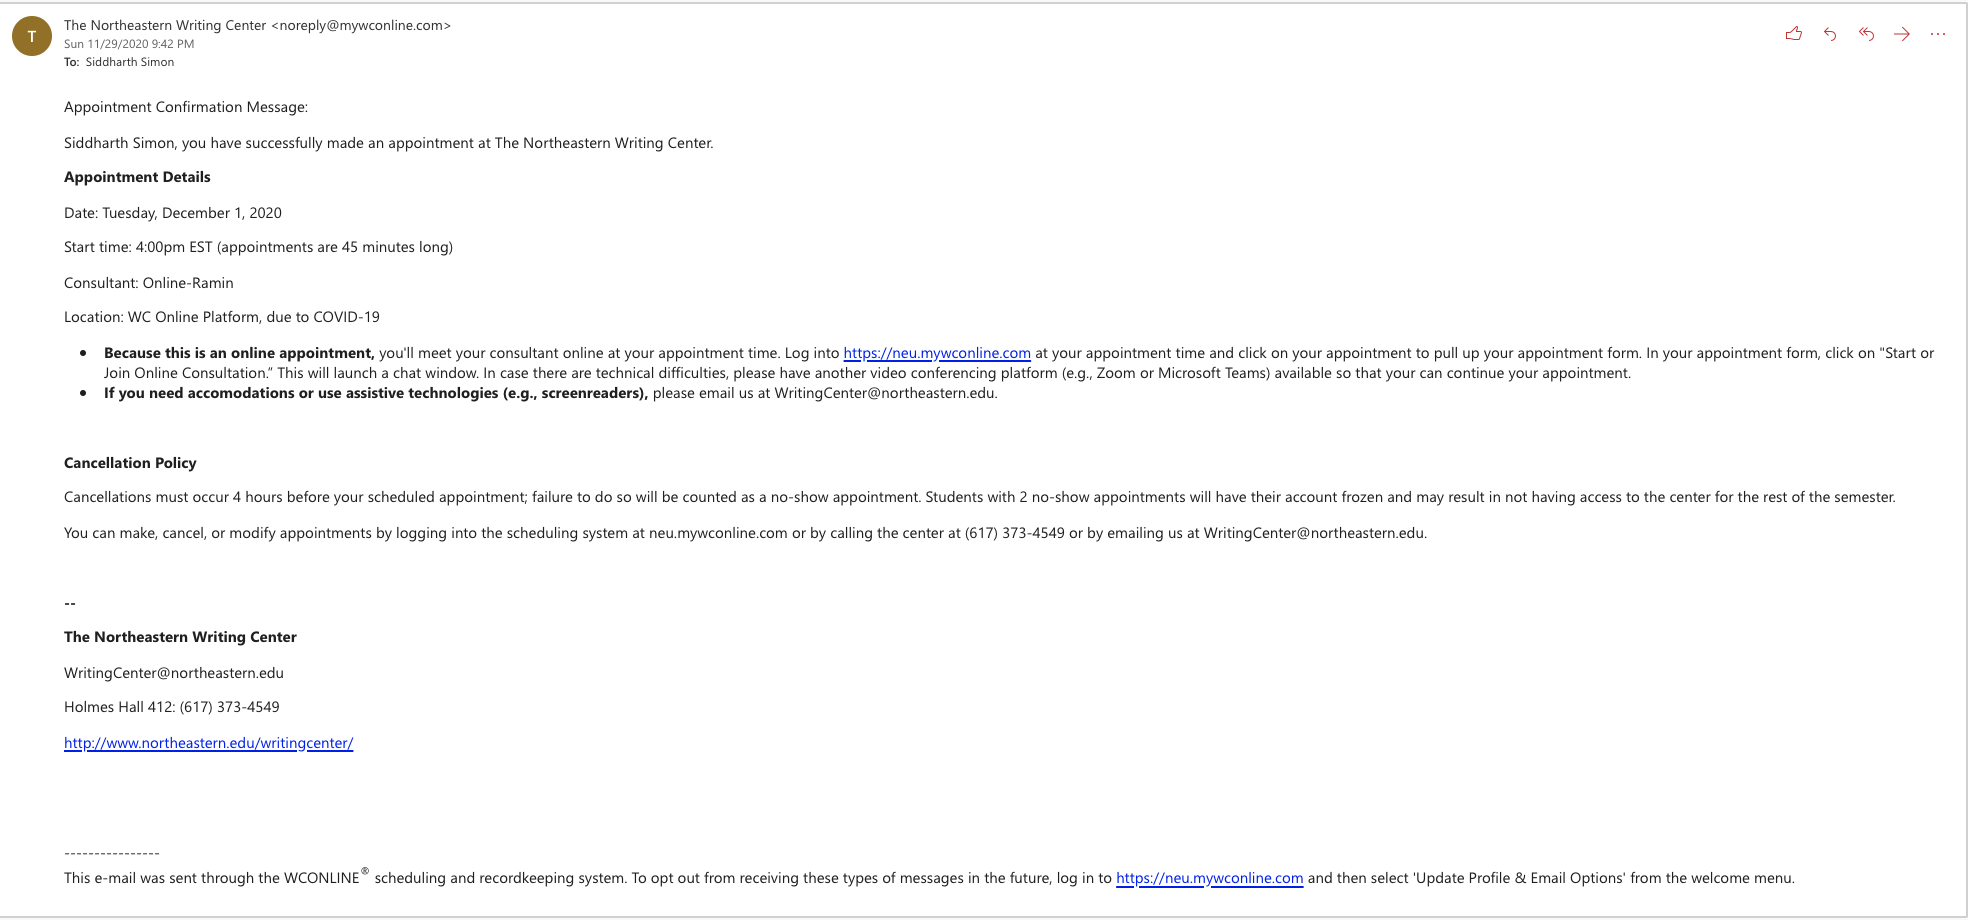 T
The Northeastern Writing Center <noreply@mywconline.com>
Sun 11/29/2020 9:42 PM
To: Siddharth Simon
Appointment Confirmation Message:
Siddharth Simon, you have successfully made an appointment at The Northeastern Writing Center.
Appointment Details
Date: Tuesday, December 1, 2020
Start time: 4:00pm EST (appointments are 45 minutes long)
Consultant: Online-Ramin
Location: WC Online Platform, due to COVID-19
• Because this is an online appointment, you'll meet your consultant online at your appointment time. Log into https://neu.mywconline.com at your appointment time and click on your appointment to pull up your appointment form. In your appointment form, click on "Start or
Join Online Consultation." This will launch a chat window. In case there are technical difficulties, please have another video conferencing platform (e.g., Zoom or Microsoft Teams) available so that your can continue your appointment.
• If you need accomodations or use assistive technologies (e.g., screenreaders), please email us at WritingCenter@northeastern.edu.
Cancellation Policy
Cancellations must occur 4 hours before your scheduled appointment; failure to do so will be counted as a no-show appointment. Students with 2 no-show appointments will have their account frozen and may result in not having access to the center for the rest of the semester.
You can make, cancel, or modify appointments by logging into the scheduling system at neu.mywconline.com or by calling the center at (617) 373-4549 or by emailing us at WritingCenter@northeastern.edu.
--
The Northeastern Writing Center
WritingCenter@northeastern.edu
Holmes Hall 412: (617) 373-4549
http://www.northeastern.edu/writingcenter/
----------------
This e-mail was sent through the WCONLINE® scheduling and recordkeeping system. To opt out from receiving these types of messages in the future, log in to https://neu.mywconline.com and then select 'Update Profile & Email Options' from the welcome menu.